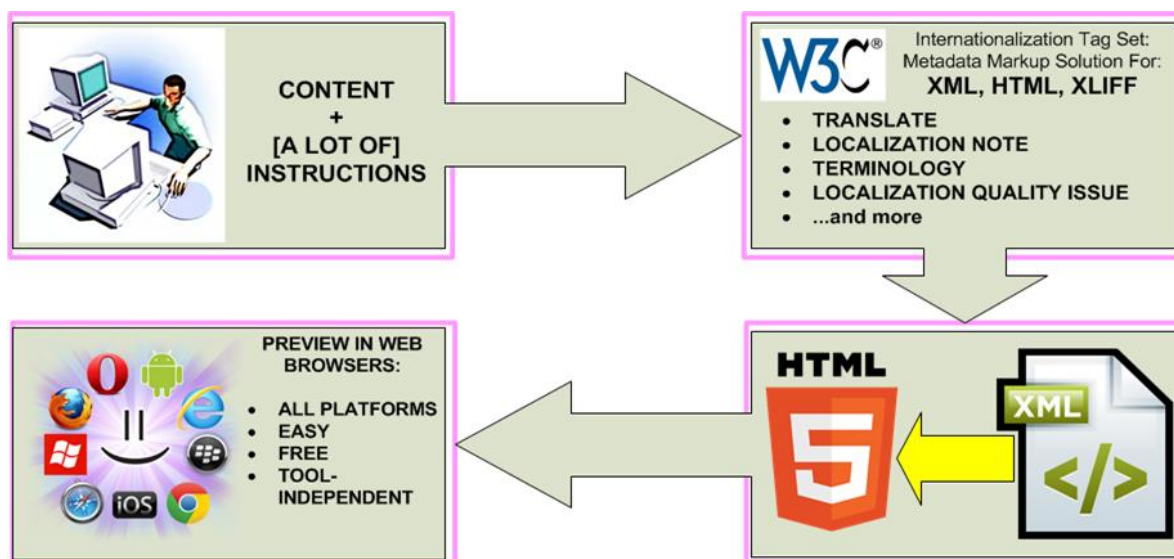 CONTENT
+
[A LOT OF]
INSTRUCTIONS
W3C®
Internationalization Tag Set:
Metadata Markup Solution For:
XML, HTML, XLIFF
• TRANSLATE
• LOCALIZATION NOTE
• TERMINOLOGY
• LOCALIZATION QUALITY ISSUE
• ...and more
PREVIEW IN WEB
BROWSERS:
• ALL PLATFORMS
• EASY
• FREE
• TOOL-
INDEPENDENT
iOS
HTML
5
XML
</>